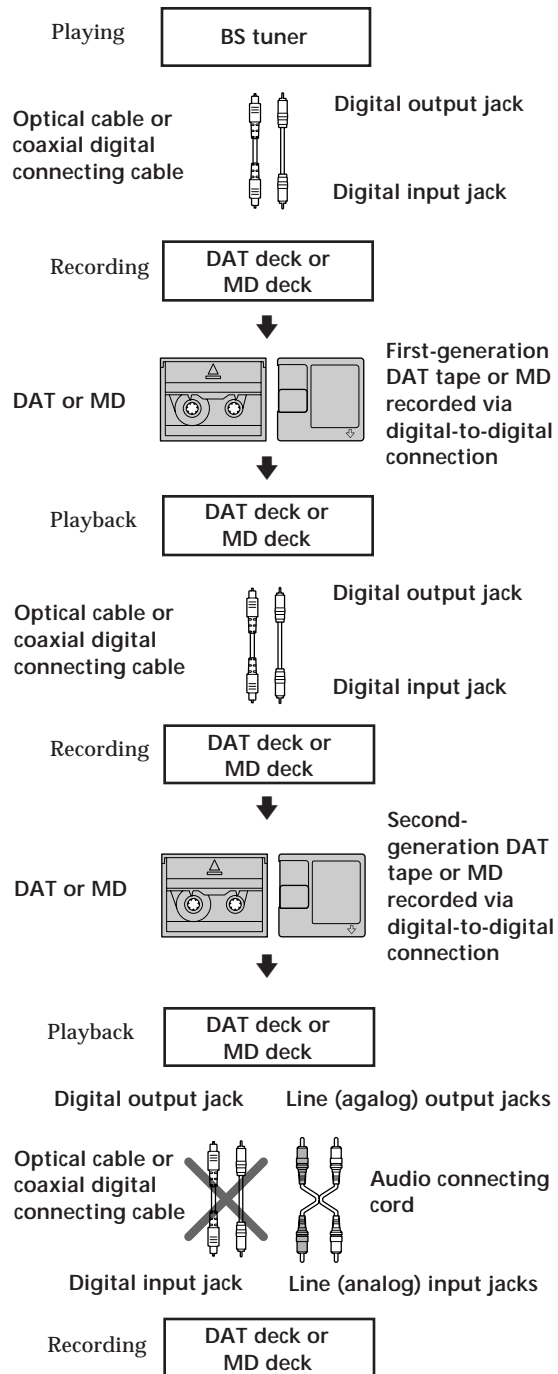 Playing
BS tuner
Optical cable or
coaxial digital
connecting cable
Digital output jack
Digital input jack
Recording
DAT deck or
MD deck
DAT or MD
First-generation
DAT tape or MD
recorded via
digital-to-digital
connection
Playback
DAT deck or
MD deck
Optical cable or
coaxial digital
connecting cable
Digital output jack
Digital input jack
Recording
DAT deck or
MD deck
DAT or MD
Second-
generation DAT
tape or MD
recorded via
digital-to-digital
connection
Playback
DAT deck or
MD deck
Digital output jack
Line (agalog) output jacks
Optical cable or
coaxial digital
connecting cable
Audio connecting
cord
Digital input jack
Line (analog) input jacks
Recording
DAT deck or
MD deck